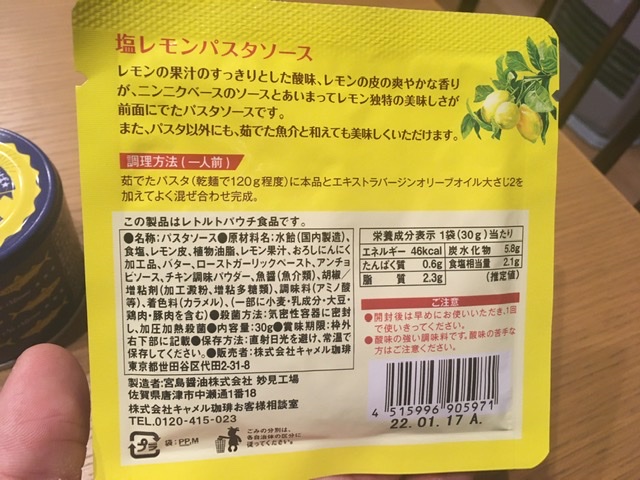 塩レモンパスタソース
レモンの果汁のすっきりとした酸味、レモンの皮の爽やかな香り
が、ニンニクベースのソースとあいまってレモン独特の美味しさが
前面にでたパスタソースです。
また、パスタ以外にも、茹でた魚介と和えても美味しくいただけます。
調理方法(一人前)
茹でたパスタ(乾麺で120g程度)に本品とエキストラバージンオリーブオイル大さじ2を
加えてよく混ぜ合わせ完成。
この製品はレトルトパウチ食品です。
●名称:パスタソース●原材料名:水飴(国内製造)、
食塩、レモン皮、植物油脂、レモン果汁、おろしにんにく
加工品、バター、ローストガーリックペースト、アンチョ
ビソース、チキン調味パウダー、魚醤(魚介類)、胡椒/
増粘剤(加工澱粉、増粘多糖類)、調味料(アミノ酸
等)、着色料(カラメル)、(一部に小麦・乳成分・大豆・
鶏肉・豚肉を含む)●殺菌方法:気密性容器に密封
し、加圧加熱殺菌●内容量:30g●賞味期限:枠外
右下部に記載●保存方法:直射日光を避け、常温で
保存してください。●販売者:株式会社キャメル珈琲
東京都世田谷区代田2-31-8
製造者:宮島醤油株式会社 妙見工場
佐賀県唐津市中瀬通1番18
株式会社キャメル珈琲お客様相談室
TEL.0120-415-023
プラ
袋:PP,M
ごみの分別は、
各自治体の区分に
従ってください。
栄養成分表示 1袋(30g)当たり
エネルギー 46kcal 炭水化物 5.8g
たんぱく質 0.6g 食塩相当量 2.1g
脂質 2.3g (推定値)
ご注意
●開封後は早めにお使いいただき、1回
で使いきってください。
●酸味の強い調味料です。酸味の苦手な
方はご注意ください。
4 515996 905971
22.01.17 A.